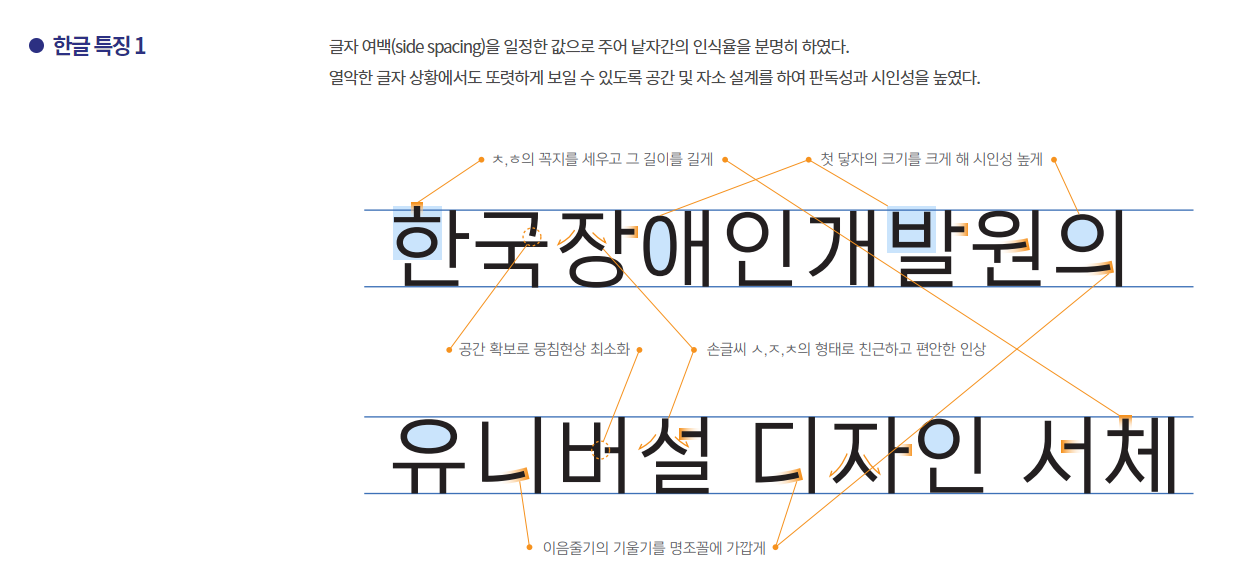 ● 한글 특징 1
글자 여백(side spacing)을 일정한 값으로 주어 낱자간의 인식율을 분명히 하였다.
열악한 글자 상황에서도 또렷하게 보일 수 있도록 공간 및 자소 설계를 하여 판독성과 시인성을 높였다.
ㅊ,ㅎ의 꼭지를 세우고 그 길이를 길게
첫 닿자의 크기를 크게 해 시인성 높게
한국장애인개발원의
공간 확보로 뭉침현상 최소화
손글씨 ㅅ,ㅈ,ㅊ의 형태로 친근하고 편안한 인상
유니버설 디자인 서체
이음줄기의 기울기를 명조꼴에 가깝게